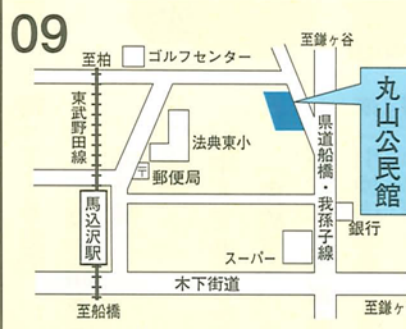 09
至柏
ゴルフセンター
至鎌ヶ谷
東武野田線
法典東小
県道船橋・我孫子線
丸山公民館
〒
郵便局
馬込沢駅
銀行
スーパー
木下街道
至船橋
至鎌ヶ